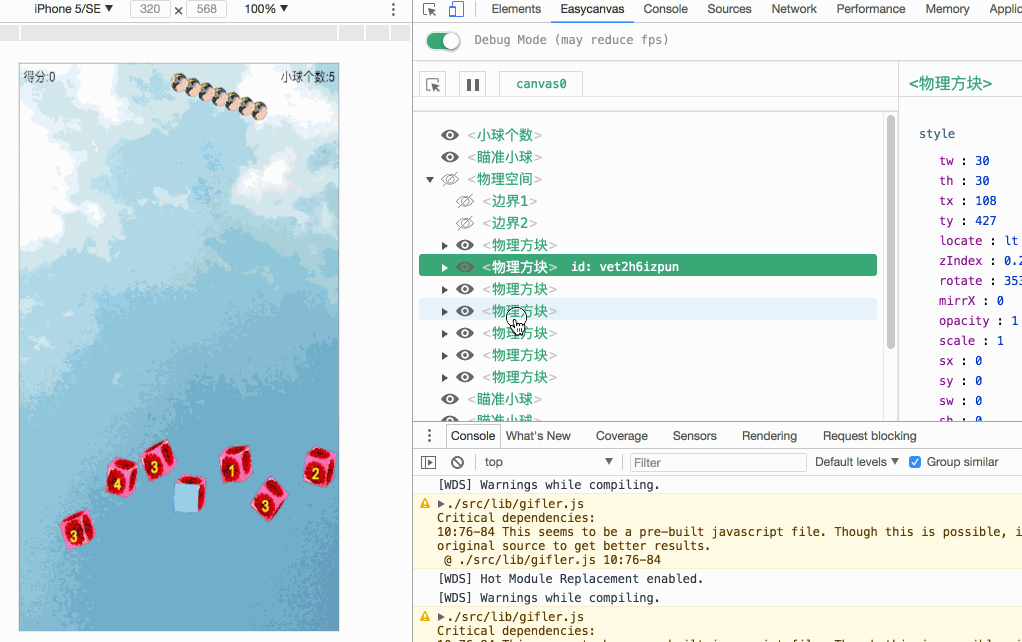 iPhone 5/SE ▼ 320 × 568 100% ▼
Elements Easycanvas Console Sources Network Performance Memory Applic
Debug Mode (may reduce fps)
canvas0
得分:0
小球个数:5
3
4
1
2
3
3
<小球个数>
<瞄准小球>
<物理空间>
<边界1>
<边界2>
<物理方块>
<物理方块> id: vet2h6izpun
<物理方块>
<物理方块>
<物理方块>
<物理方块>
<物理方块>
<瞄准小球>
<瞄准小球>
<物理方块>
style
tw : 30
th : 30
tx : 108
ty : 427
locate : lt
zIndex : 0.2
rotate : 353
mirrX : 0
opacity : 1
scale : 1
sx : 0
sy : 0
sw : 0
sh : 0
Console What's New Coverage Sensors Rendering Request blocking
top ▼ Filter Default levels ▼ Group similar
[WDS] Warnings while compiling.
▶./src/lib/gifler.js
Critical dependencies:
10:76-84 This seems to be a pre-built javascript file. Though this is possible, i
original source to get better results.
@ ./src/lib/gifler.js 10:76-84
[WDS] Hot Module Replacement enabled.
[WDS] Warnings while compiling.
▶./src/lib/gifler.js
Critical dependencies: